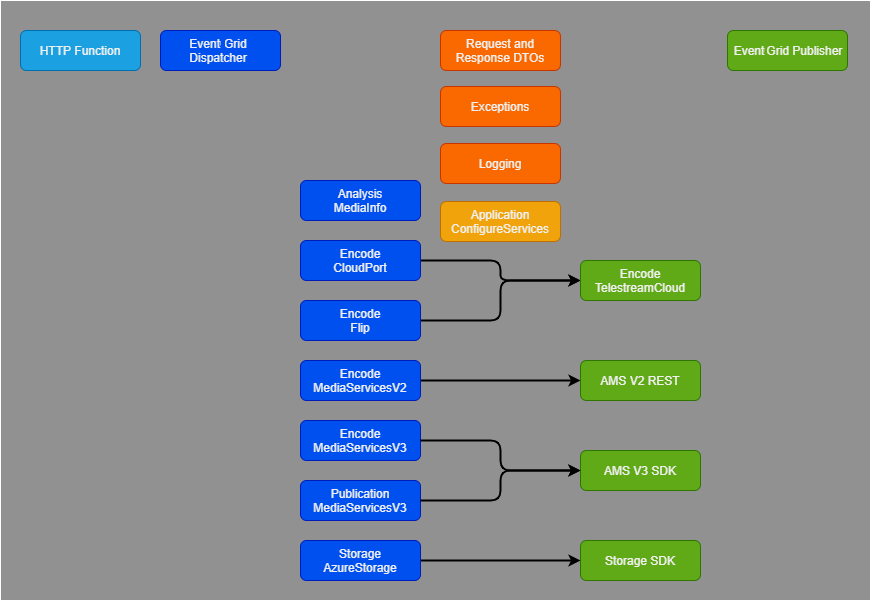 HTTP Function
Event Grid
Dispatcher
Request and
Response DTOs
Event Grid Publisher
Exceptions
Logging
Analysis
MediaInfo
Application
ConfigureServices
Encode
CloudPort
Encode
TelestreamCloud
Encode
Flip
Encode
MediaServicesV2
AMS V2 REST
Encode
MediaServicesV3
AMS V3 SDK
Publication
MediaServicesV3
Storage
AzureStorage
Storage SDK